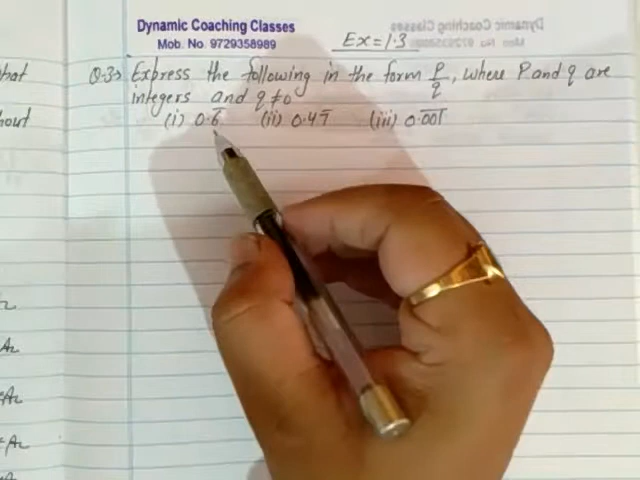 Dynamic Coaching Classes
Mob. No. 9729358989
Ex = 1.3
Q.3> Express the following in the form p/q, where p and q are
integers and q ≠ 0
(i) 0.6̅ (ii) 0.47̅ (iii) 0.0̅0̅1̅